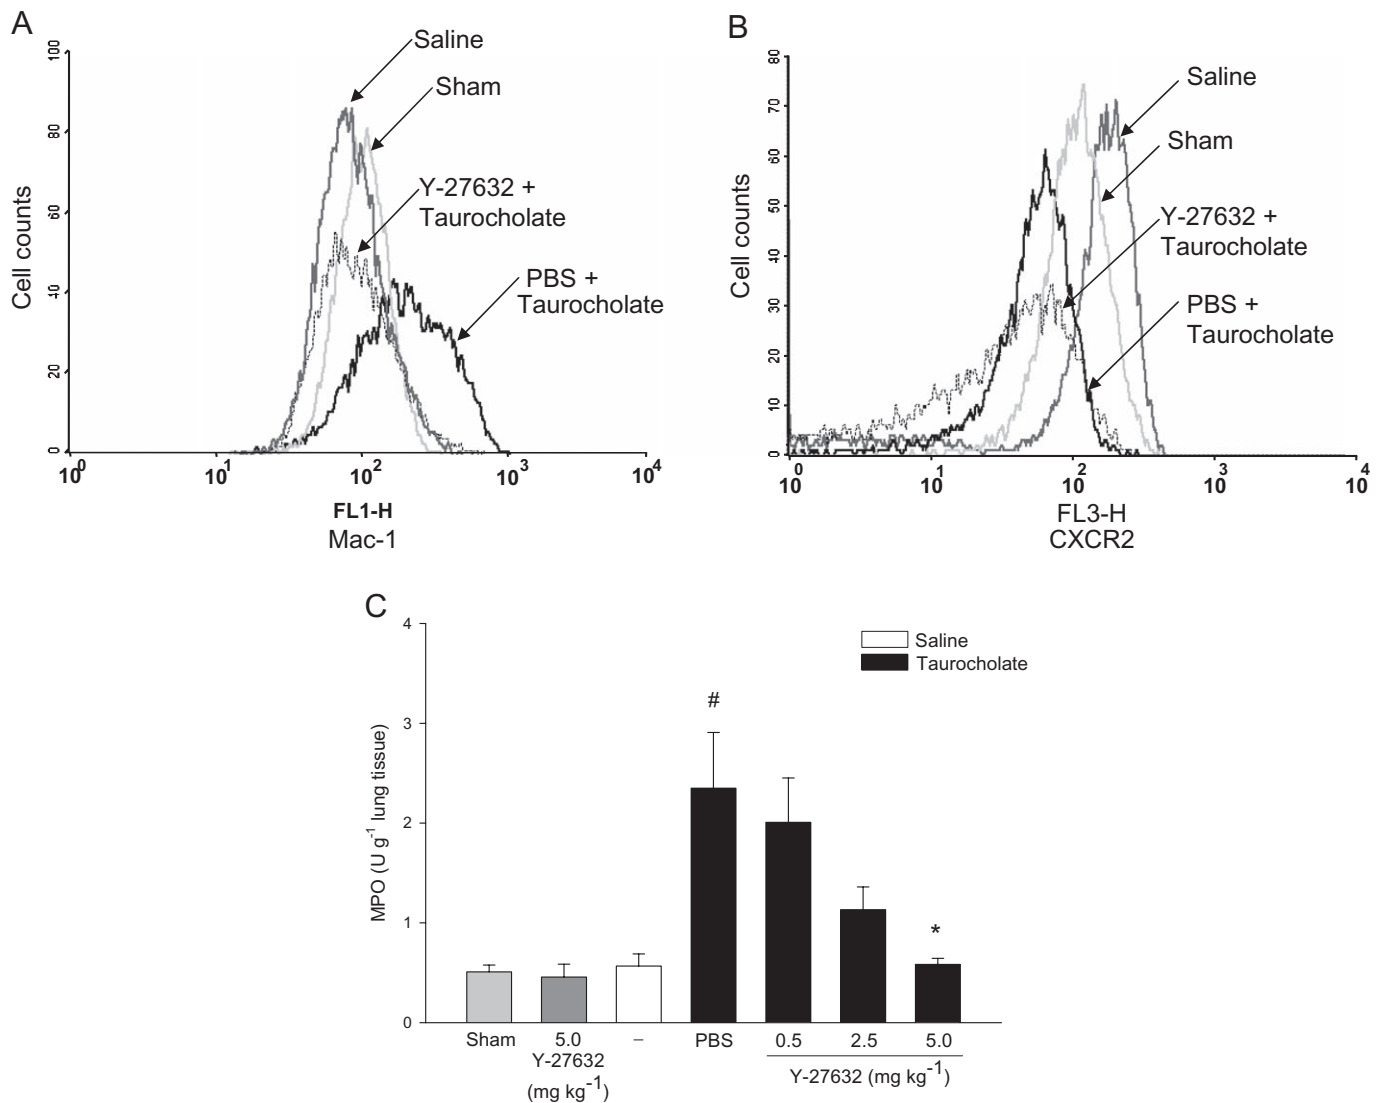 A
Saline
Sham
Y-27632 +
Taurocholate
PBS +
Taurocholate
Cell counts
100
80
60
40
20
0
10^0
10^1
10^2
10^3
10^4
FL1-H
Mac-1
B
Saline
Sham
Y-27632 +
Taurocholate
PBS +
Taurocholate
Cell counts
80
70
60
50
40
30
20
10
0
10^0
10^1
10^2
10^3
10^4
FL3-H
CXCR2
C
Saline
Taurocholate
MPO (U g^-1 lung tissue)
4
3
2
1
0
#
*
Sham
5.0
Y-27632
(mg kg^-1)
–
PBS
0.5
2.5
5.0
Y-27632 (mg kg^-1)